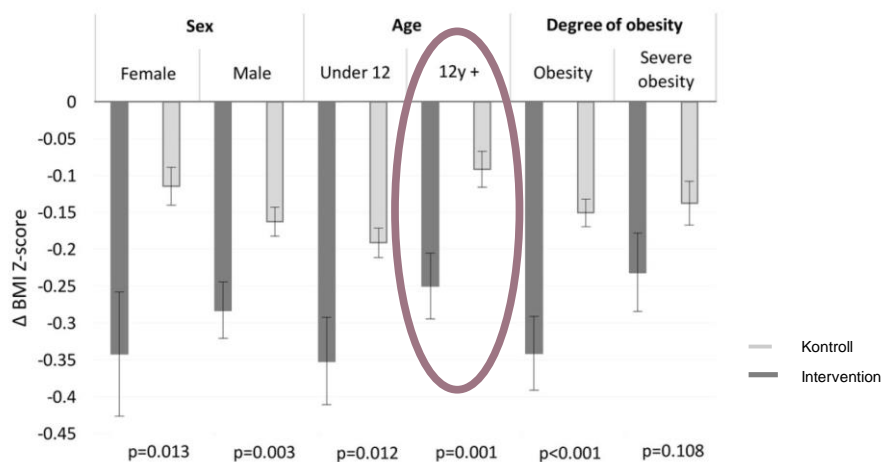 Sex Age Degree of obesity
Female Male Under 12 12y + Obesity Severe obesity
0
-0.05
-0.1
-0.15
-0.2
-0.25
-0.3
-0.35
-0.4
-0.45
Δ BMI Z-score
Kontroll
Intervention
p=0.013 p=0.003 p=0.012 p=0.001 p<0.001 p=0.108